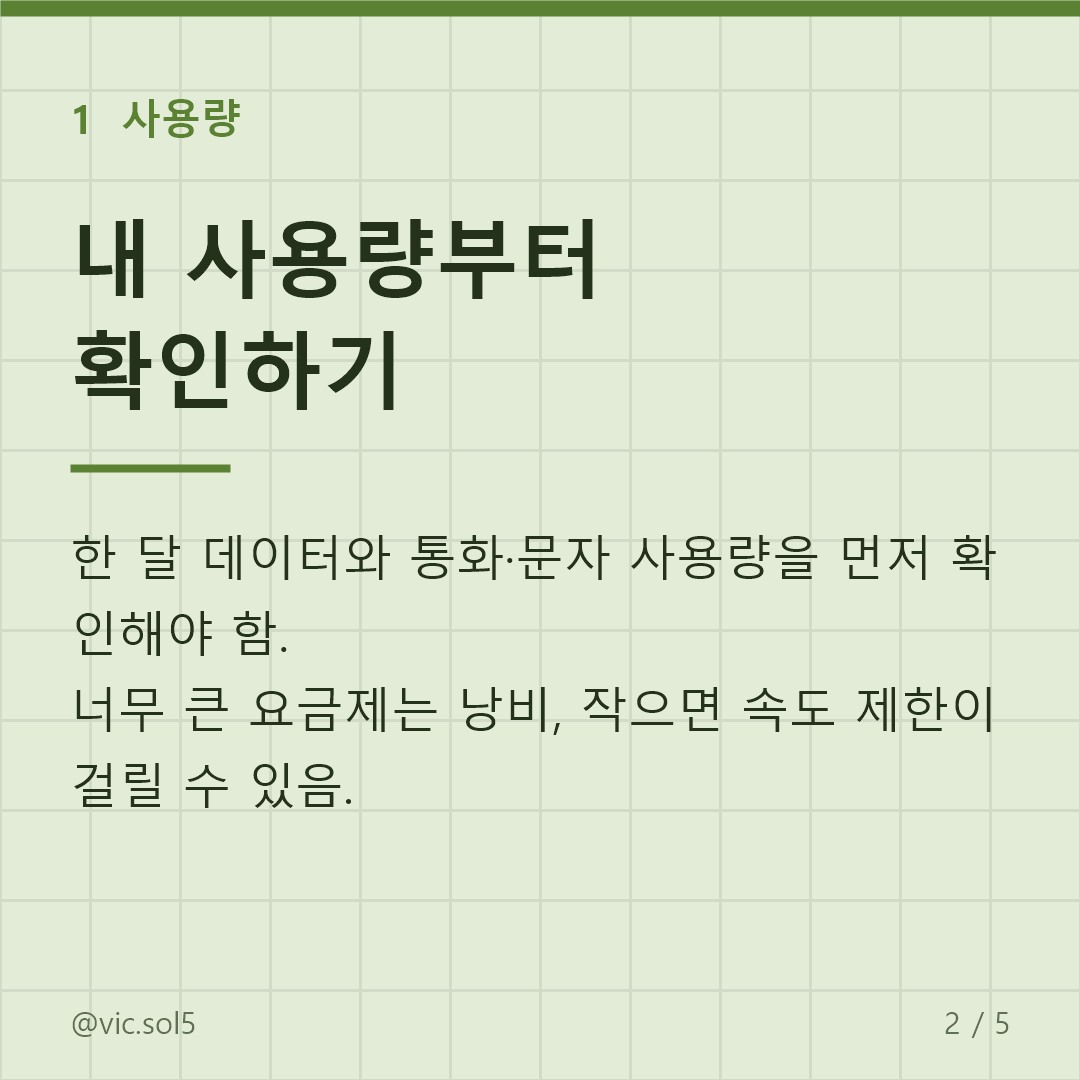 1 사용량
내 사용량부터
확인하기
한 달 데이터와 통화·문자 사용량을 먼저 확
인해야 함.
너무 큰 요금제는 낭비, 작으면 속도 제한이
걸릴 수 있음.
@vic.sol5
2 / 5